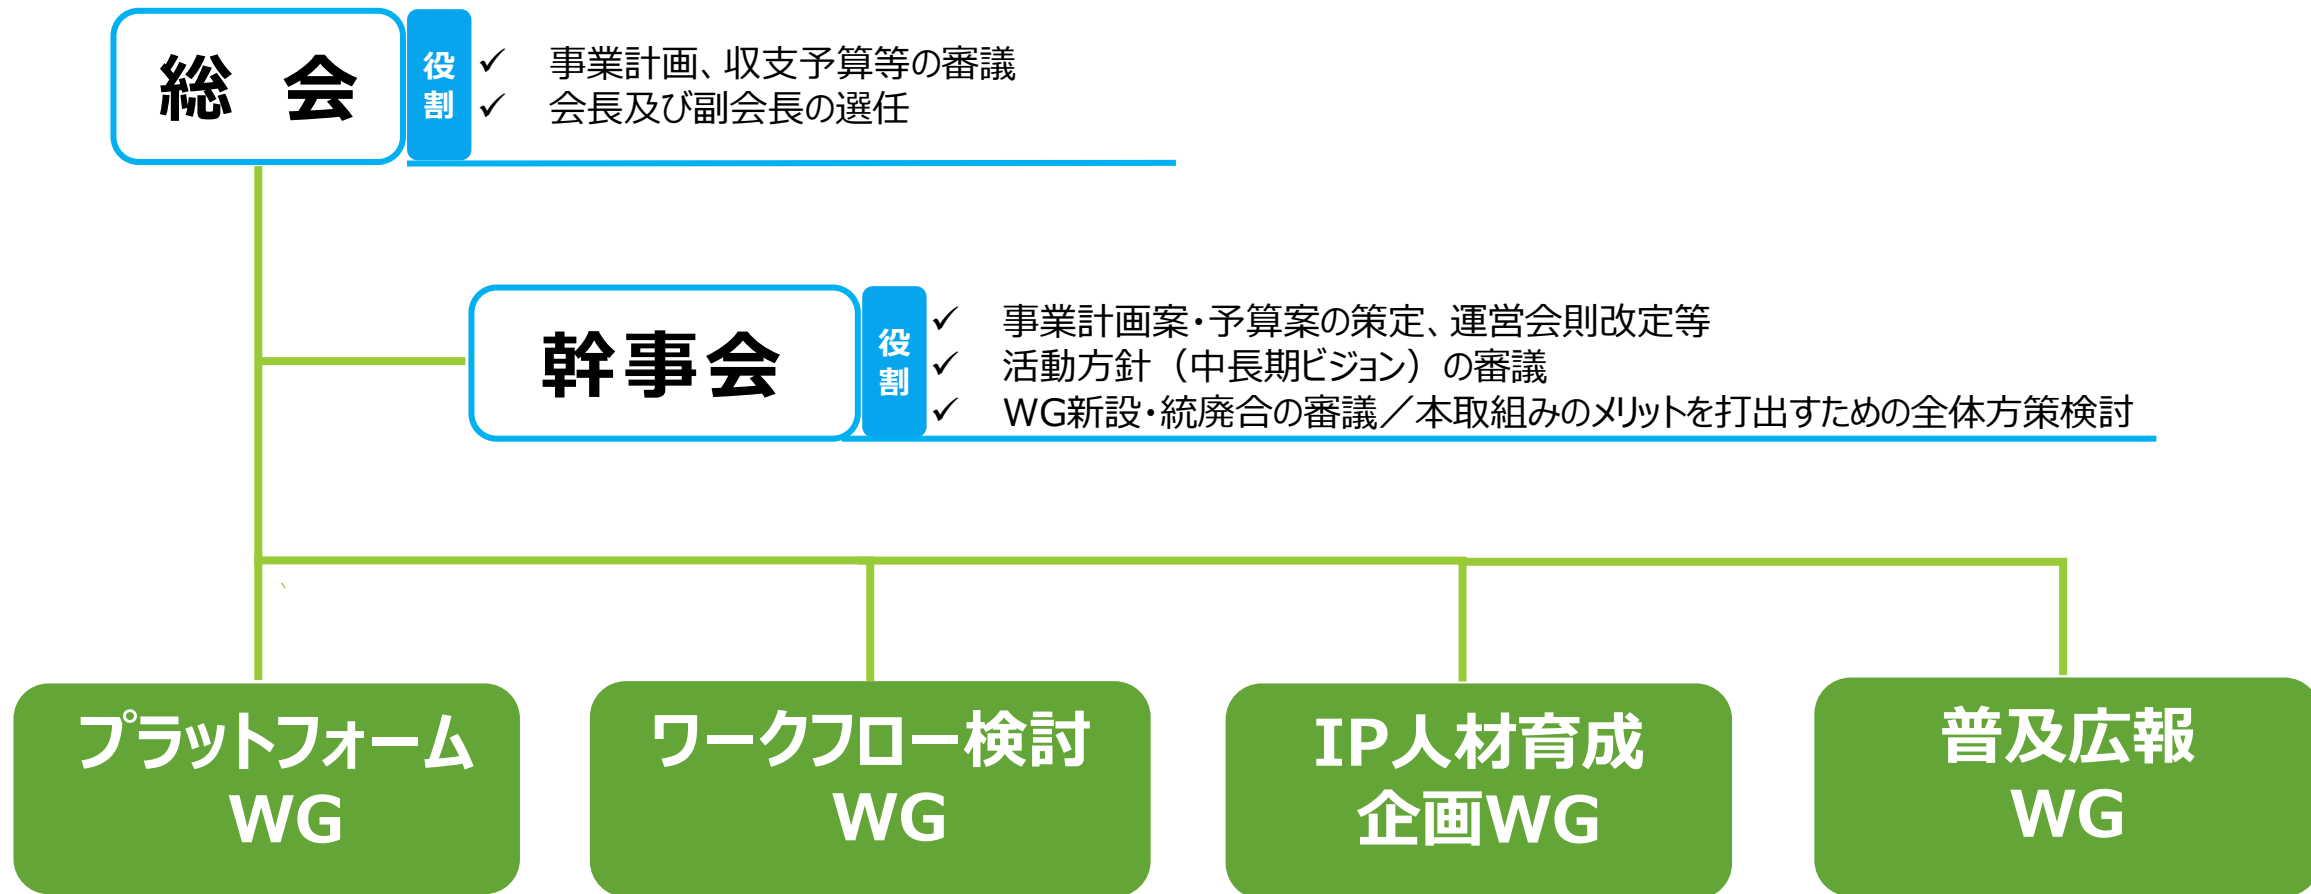 総　会
役
割
✓ 事業計画、収支予算等の審議
✓ 会長及び副会長の選任
幹事会
役
割
✓ 事業計画案・予算案の策定、運営会則改定等
✓ 活動方針（中長期ビジョン）の審議
✓ WG新設・統廃合の審議／本取組みのメリットを打出すための全体方策検討
、
プラットフォーム
WG
ワークフロー検討
WG
IP人材育成
企画WG
普及広報
WG